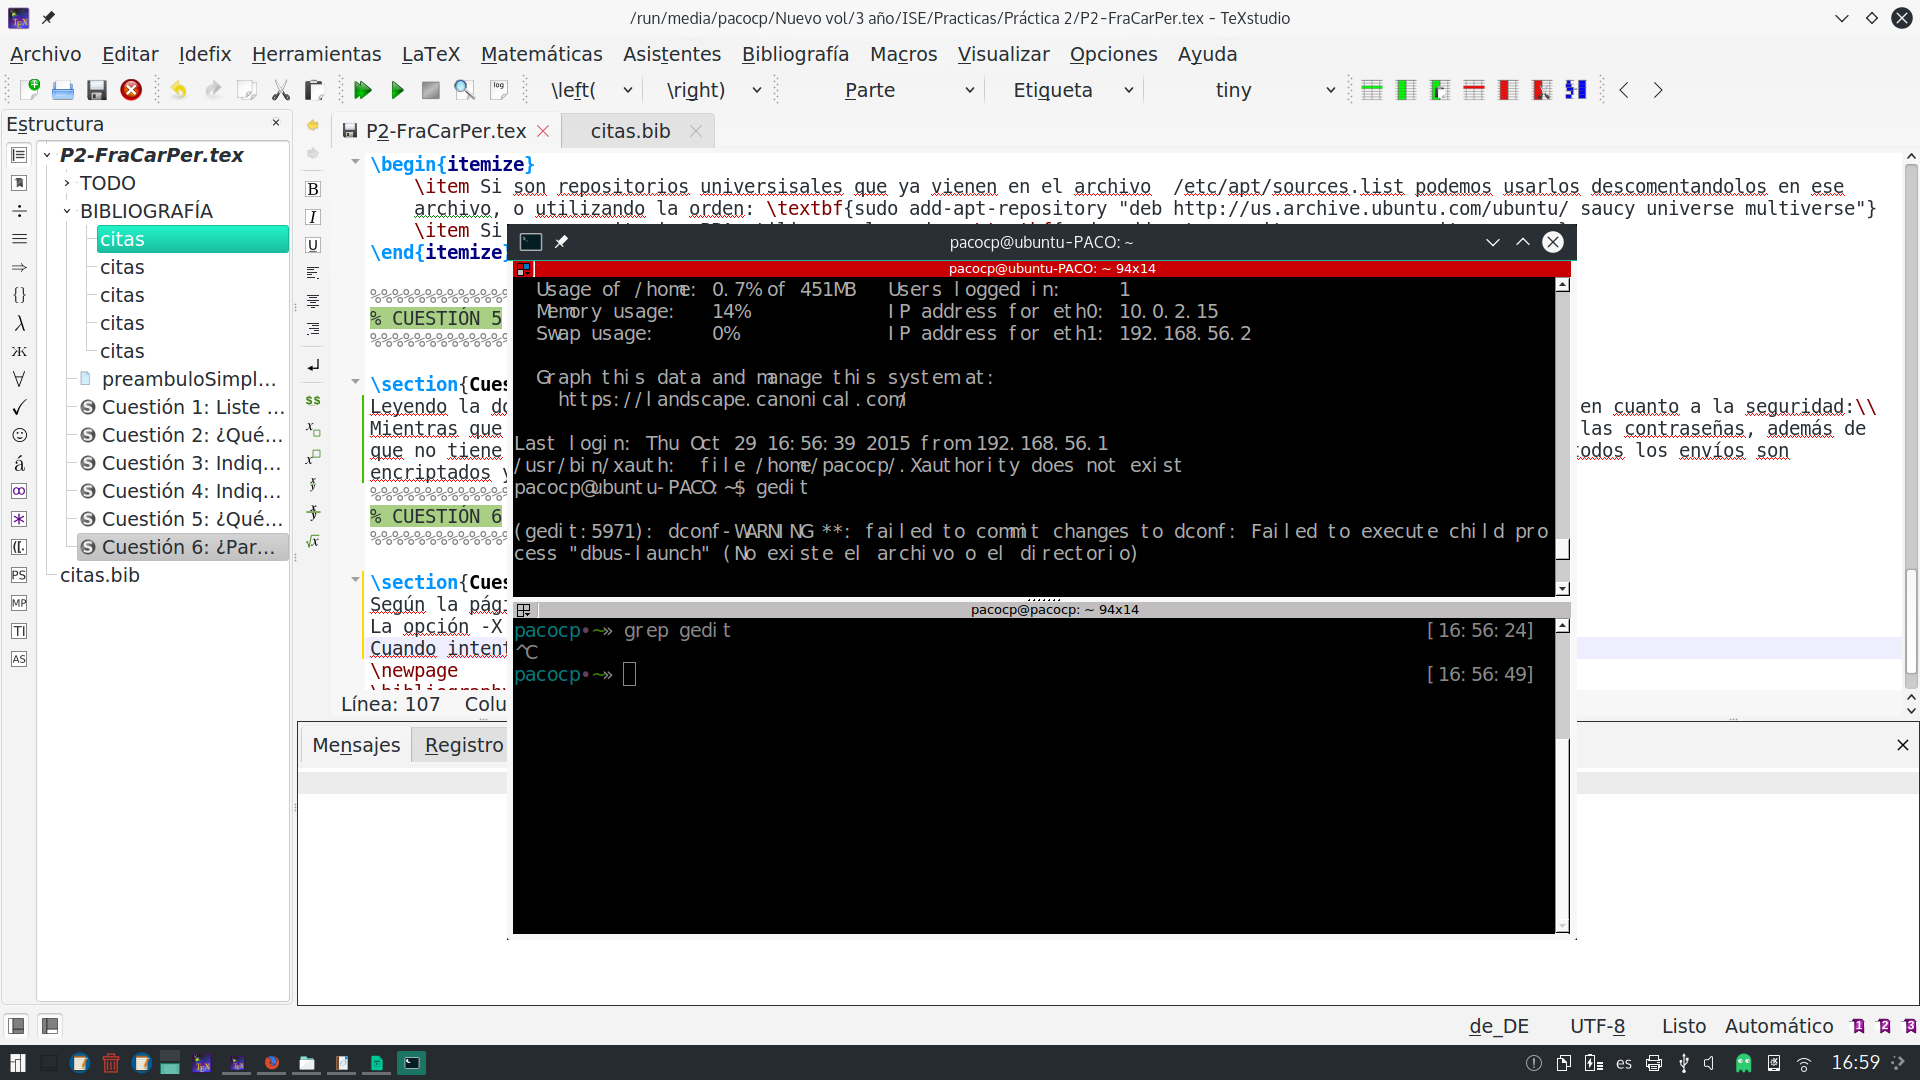 /run/media/pacocp/Nuevo vol/3 año/ISE/Practicas/Práctica 2/P2-FraCarPer.tex - TeXstudio
Archivo Editar Idefix Herramientas LaTeX Matemáticas Asistentes Bibliografía Macros Visualizar Opciones Ayuda
\left( \right) Parte Etiqueta tiny
Estructura
P2-FraCarPer.tex
TODO
BIBLIOGRAFÍA
citas
citas
citas
citas
citas
preambuloSimpl...
Cuestión 1: Liste ...
Cuestión 2: ¿Qué...
Cuestión 3: Indiq...
Cuestión 4: Indiq...
Cuestión 5: ¿Qué...
Cuestión 6: ¿Par...
citas.bib
P2-FraCarPer.tex citas.bib
\begin{itemize}
\item Si son repositorios universisales que ya vienen en el archivo  /etc/apt/sources.list podemos usarlos descomentandolos en ese
archivo, o utilizando la orden: \textbf{sudo add-apt-repository "deb http://us.archive.ubuntu.com/ubuntu/ saucy universe multiverse"}
\item Si
\end{itemize
% CUESTIÓN 5
\section{Cues
Leyendo la do
en cuanto a la seguridad:\\
Mientras que
las contraseñas, además de
que no tiene
todos los envíos son
encriptados y
% CUESTIÓN 6
\section{Cues
Según la pági
La opción -X
Cuando intent
\newpage
Línea: 107 Colu
Mensajes Registro
pacocp@ubuntu-PACO: ~
pacocp@ubuntu-PACO: ~ 94x14
Usage of /home: 0.7% of 451MB Users logged in: 1
Memory usage: 14% IP address for eth0: 10.0.2.15
Swap usage: 0% IP address for eth1: 192.168.56.2
Graph this data and manage this system at:
https://landscape.canonical.com/
Last login: Thu Oct 29 16:56:39 2015 from 192.168.56.1
/usr/bin/xauth:  file /home/pacocp/.Xauthority does not exist
pacocp@ubuntu-PACO:~$ gedit
(gedit:5971): dconf-WARNING **: failed to commit changes to dconf: Failed to execute child pro
cess "dbus-launch" (No existe el archivo o el directorio)
pacocp@pacocp: ~ 94x14
pacocp•~» grep gedit [16:56:24]
^C
pacocp•~» [16:56:49]
de_DE UTF-8 Listo Automático
es 16:59